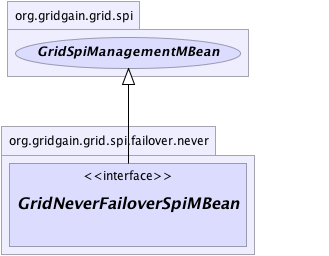 org.gridgain.grid.spi
GridSpiManagementMBean
org.gridgain.grid.spi.failover.never
<<interface>>
GridNeverFailoverSpiMBean